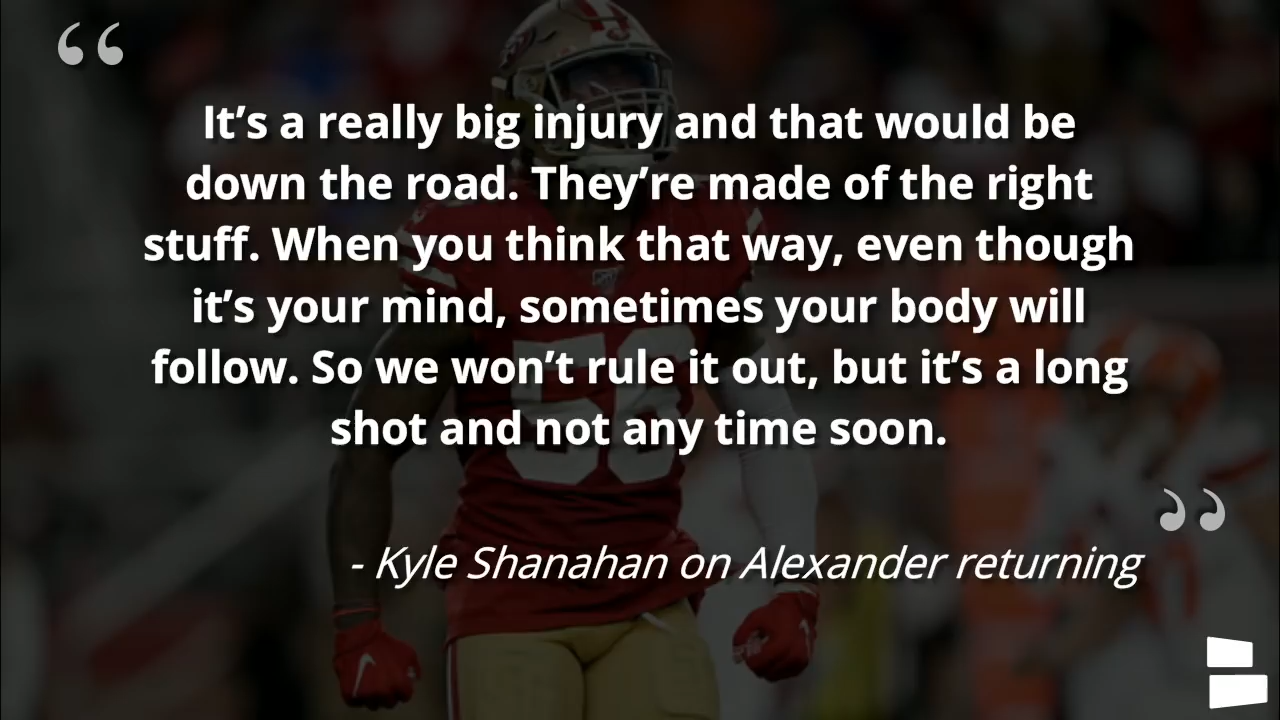 “
It’s a really big injury and that would be
down the road. They’re made of the right
stuff. When you think that way, even though
it’s your mind, sometimes your body will
follow. So we won’t rule it out, but it’s a long
shot and not any time soon.
”
- Kyle Shanahan on Alexander returning
56